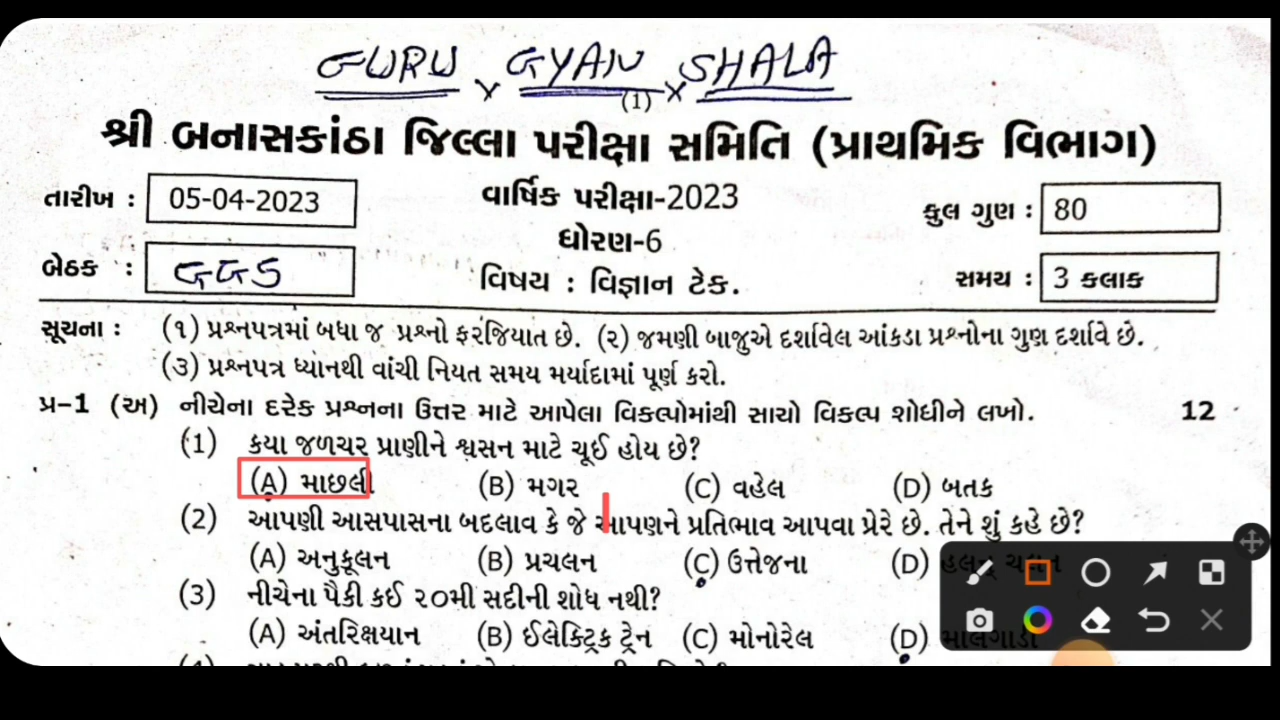 GURU x GYAN x SHALA
(1)
શ્રી બનાસકાંઠા જિલ્લા પરીક્ષા સમિતિ (પ્રાથમિક વિભાગ)
તારીખ : 05-04-2023 વાર્ષિક પરીક્ષા-2023 કુલ ગુણ : 80
ધોરણ-6
બેઠક : GGS વિષય : વિજ્ઞાન ટેક. સમય : 3 કલાક
સૂચના : (૧) પ્રશ્નપત્રમાં બધા જ પ્રશ્નો ફરજિયાત છે. (૨) જમણી બાજુએ દર્શાવેલ આંકડા પ્રશ્નોના ગુણ દર્શાવે છે.
(૩) પ્રશ્નપત્ર ધ્યાનથી વાંચી નિયત સમય મર્યાદામાં પૂર્ણ કરો.
પ્ર-1 (અ) નીચેના દરેક પ્રશ્નના ઉત્તર માટે આપેલા વિકલ્પોમાંથી સાચો વિકલ્પ શોધીને લખો. 12
(1) કયા જળચર પ્રાણીને શ્વસન માટે ચૂઈ હોય છે?
(A) માછલી (B) મગર (C) વહેલ (D) બતક
(2) આપણી આસપાસના બદલાવ કે જે આપણને પ્રતિભાવ આપવા પ્રેરે છે. તેને શું કહે છે?
(A) અનુકૂલન (B) પ્રચલન (C) ઉત્તેજના (D)
(3) નીચેના પૈકી કઈ ૨૦મી સદીની શોધ નથી?
(A) અંતરિક્ષયાન (B) ઈલેક્ટ્રિક ટ્રેન (C) મોનોરેલ (D) માલગાડી